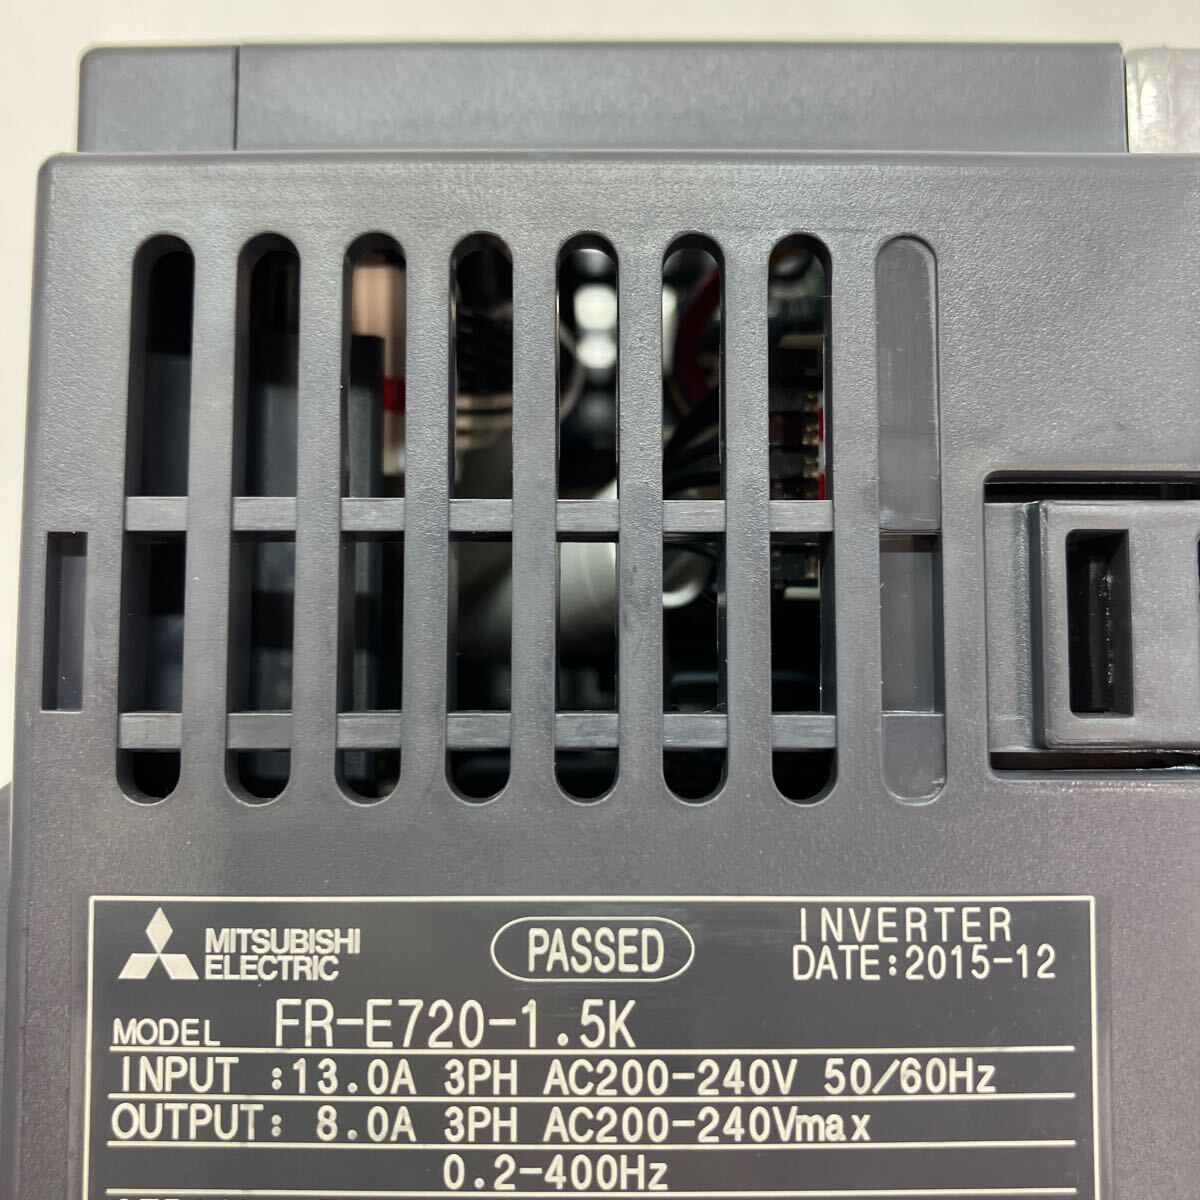 MITSUBISHI
ELECTRIC
PASSED
INVERTER
DATE:2015-12
MODEL FR-E720-1.5K
INPUT :13.0A 3PH AC200-240V 50/60Hz
OUTPUT: 8.0A 3PH AC200-240Vmax
0.2-400Hz